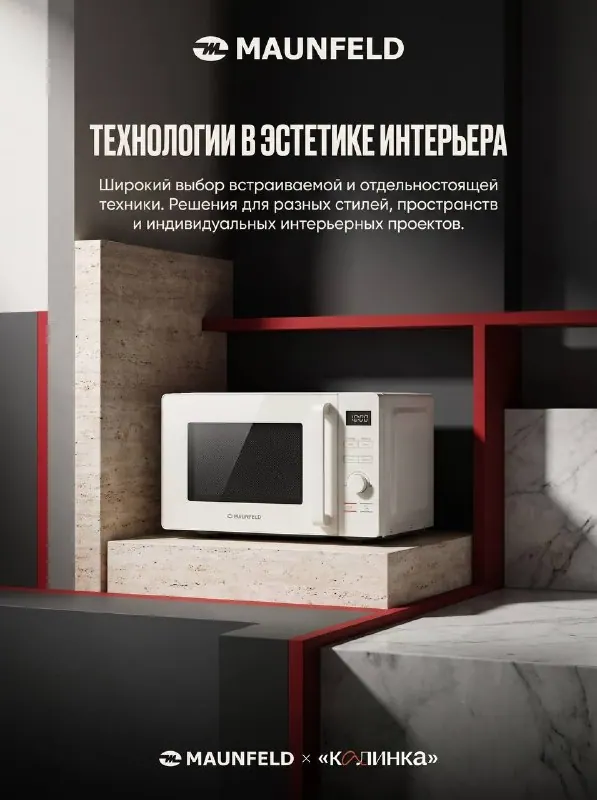 MAUNFELD
ТЕХНОЛОГИИ В ЭСТЕТИКЕ ИНТЕРЬЕРА
Широкий выбор встраиваемой и отдельностоящей
техники. Решения для разных стилей, пространств
и индивидуальных интерьерных проектов.
MAUNFELD
MAUNFELD × «КАЛИНКА»